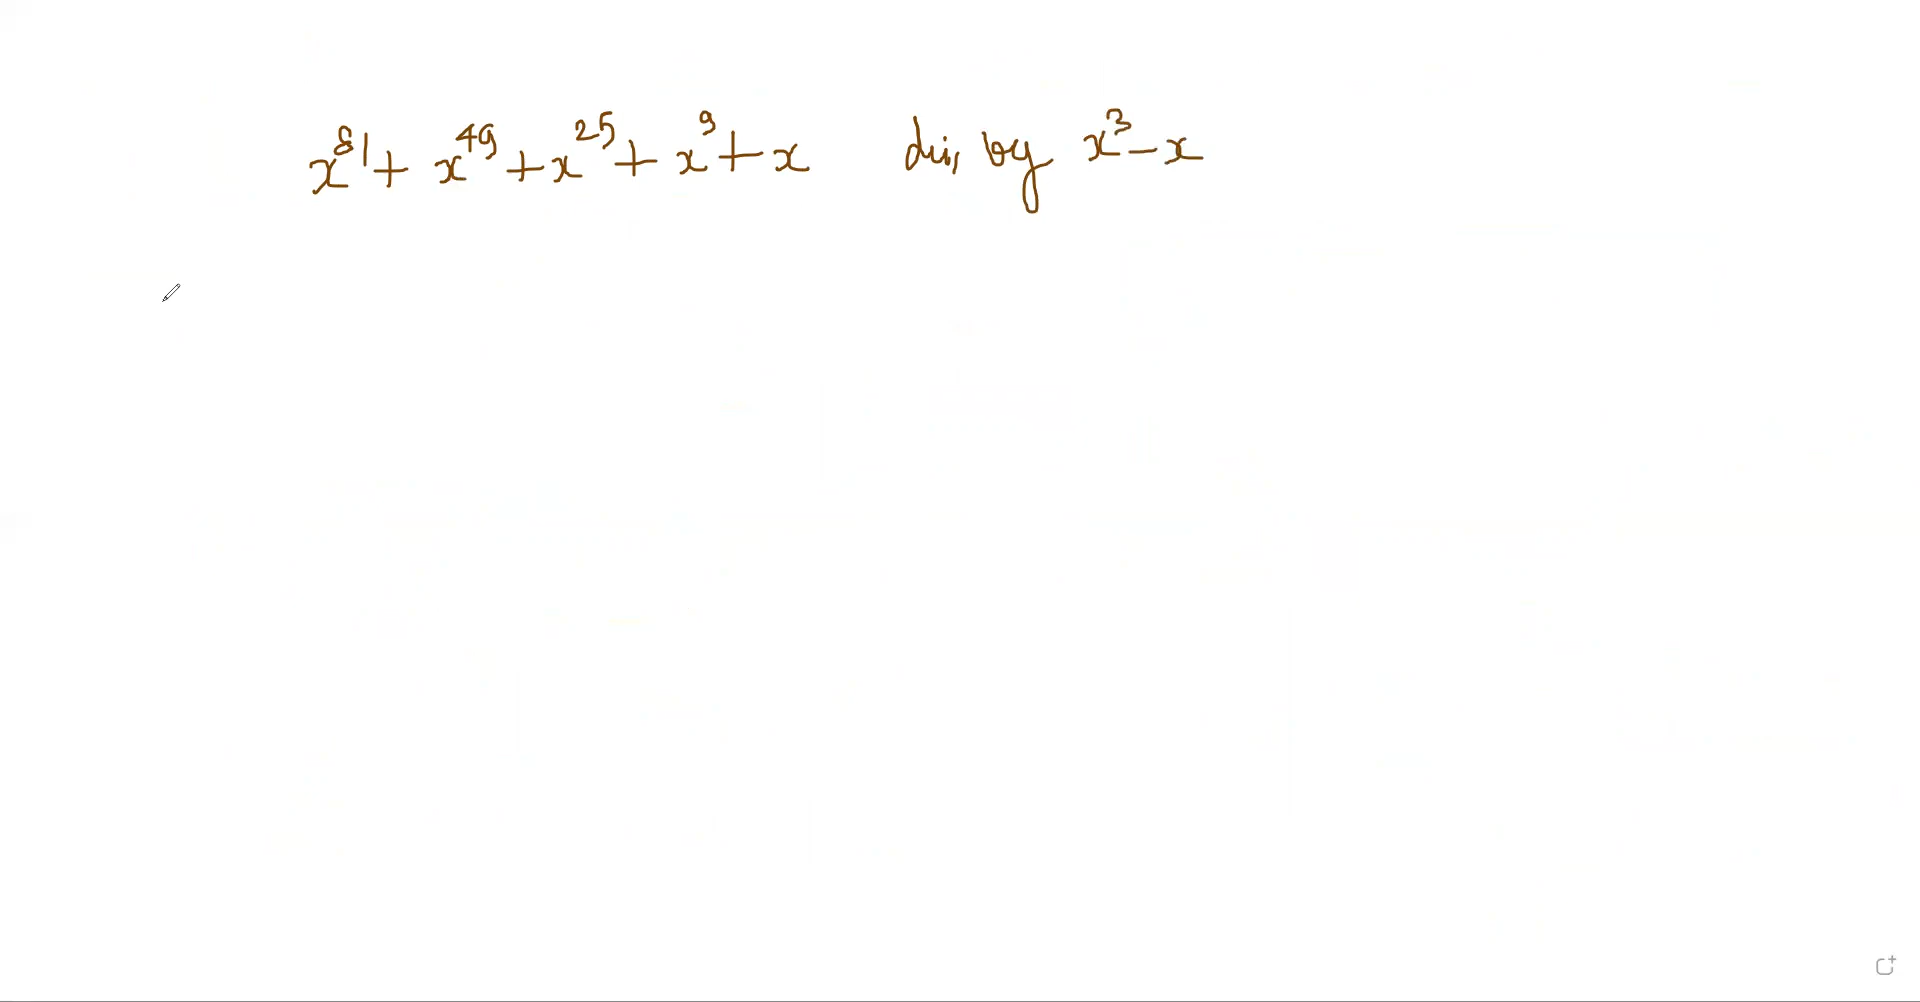 x^81 + x^49 + x^25 + x^9 + x div by x^3 - x